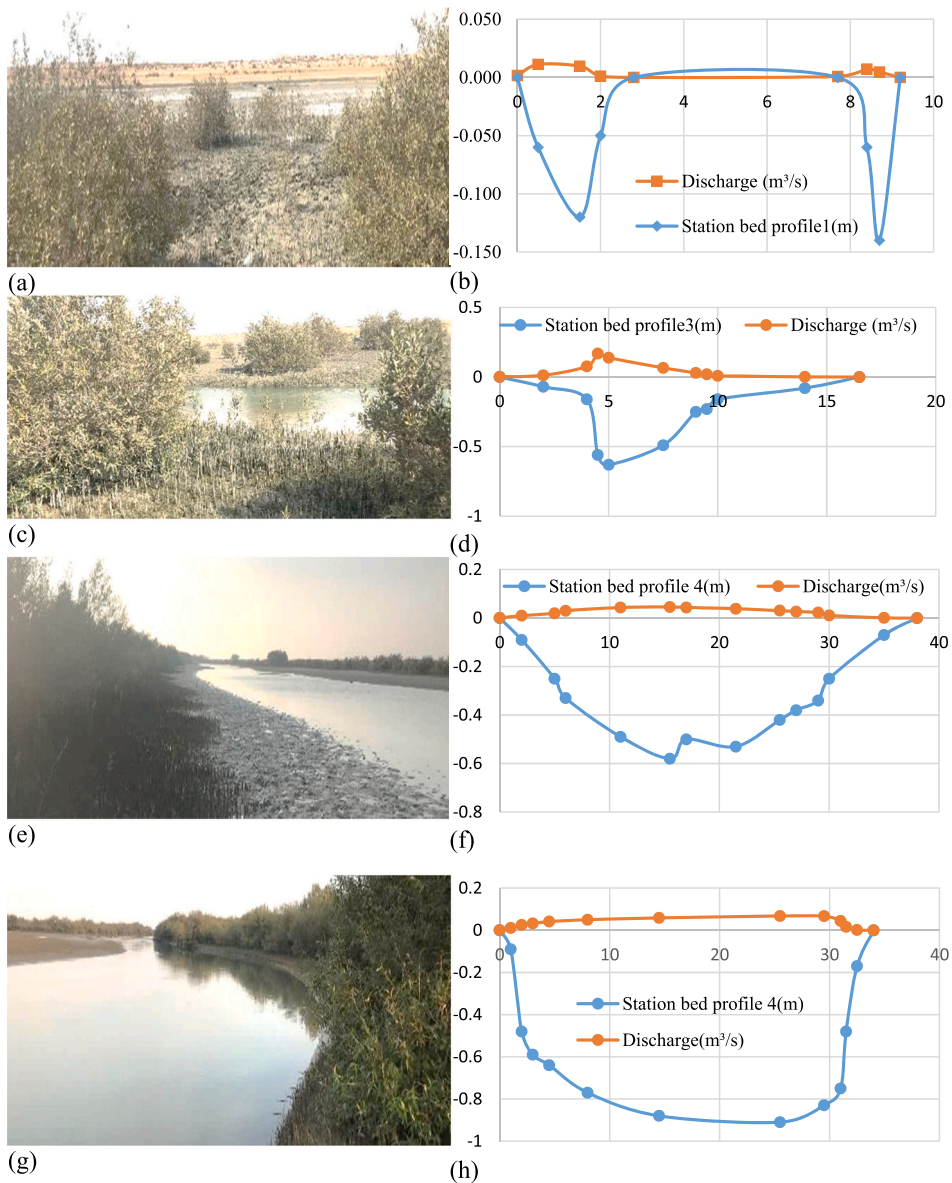 0.050
0.000
0 2 4 6 8 10
-0.050
-0.100
Discharge (m³/s)
Station bed profile1(m)
-0.150
(a)
(b)
0.5
Station bed profile3(m) Discharge (m³/s)
0
0 5 10 15 20
-0.5
-1
(c)
(d)
0.2
Station bed profile 4(m) Discharge(m³/s)
0
0 10 20 30 40
-0.2
-0.4
-0.6
-0.8
(e)
(f)
0.2
0
0 10 20 30 40
-0.2
Station bed profile 4(m)
-0.4
Discharge(m³/s)
-0.6
-0.8
-1
(g)
(h)